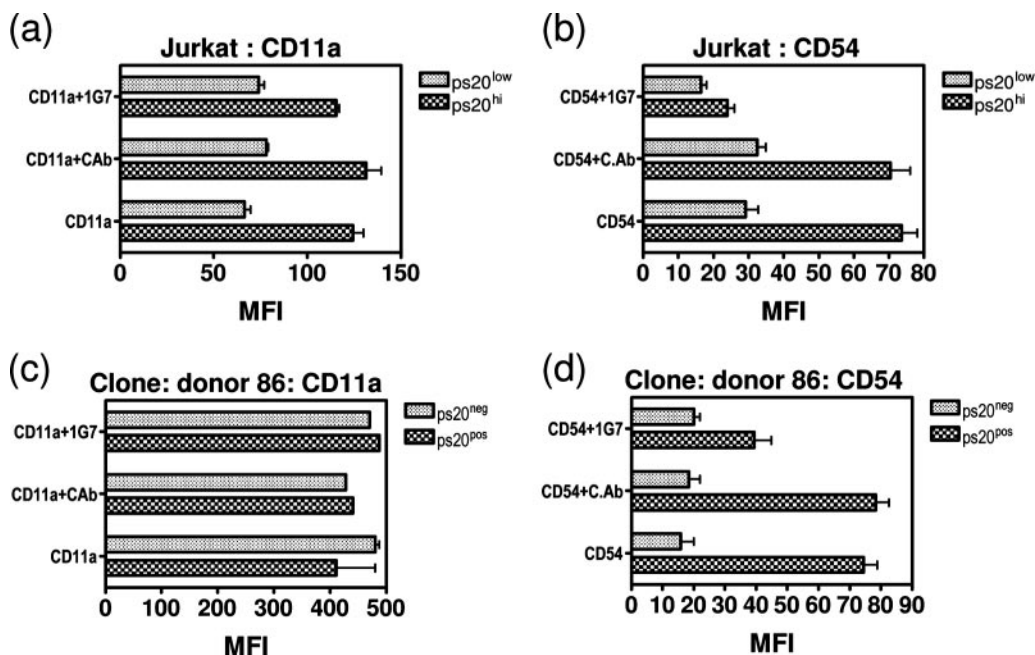 (a)
Jurkat : CD11a
ps20low
ps20hi
CD11a+1G7
CD11a+CAb
CD11a
0 50 100 150
MFI
(b)
Jurkat : CD54
ps20low
ps20hi
CD54+1G7
CD54+C.Ab
CD54
0 10 20 30 40 50 60 70 80
MFI
(c)
Clone: donor 86: CD11a
ps20neg
ps20pos
CD11a+1G7
CD11a+CAb
CD11a
0 100 200 300 400 500
MFI
(d)
Clone: donor 86: CD54
ps20neg
ps20pos
CD54+1G7
CD54+C.Ab
CD54
0 10 20 30 40 50 60 70 80 90
MFI